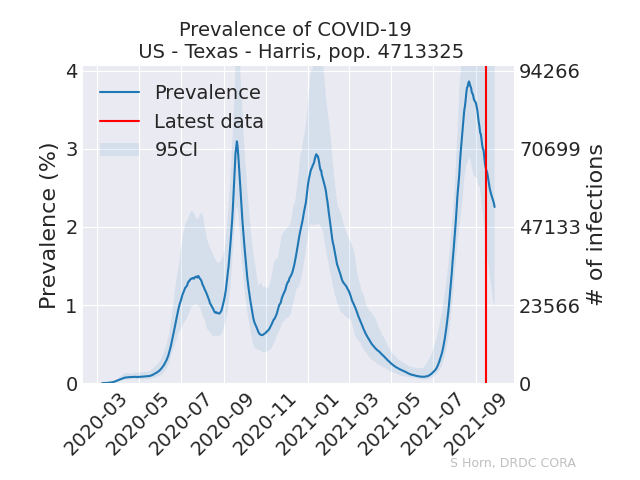 Prevalence of COVID-19
US - Texas - Harris, pop. 4713325
Prevalence (%)
4
3
2
1
0
Prevalence
Latest data
95CI
94266
70699
47133
23566
0
# of infections
2020-03
2020-05
2020-07
2020-09
2020-11
2021-01
2021-03
2021-05
2021-07
2021-09
S Horn, DRDC CORA